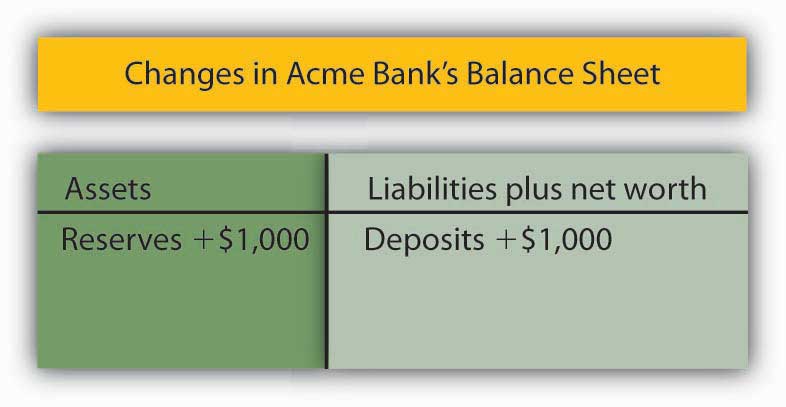 Changes in Acme Bank's Balance Sheet
Assets
Liabilities plus net worth
Reserves +$1,000
Deposits +$1,000